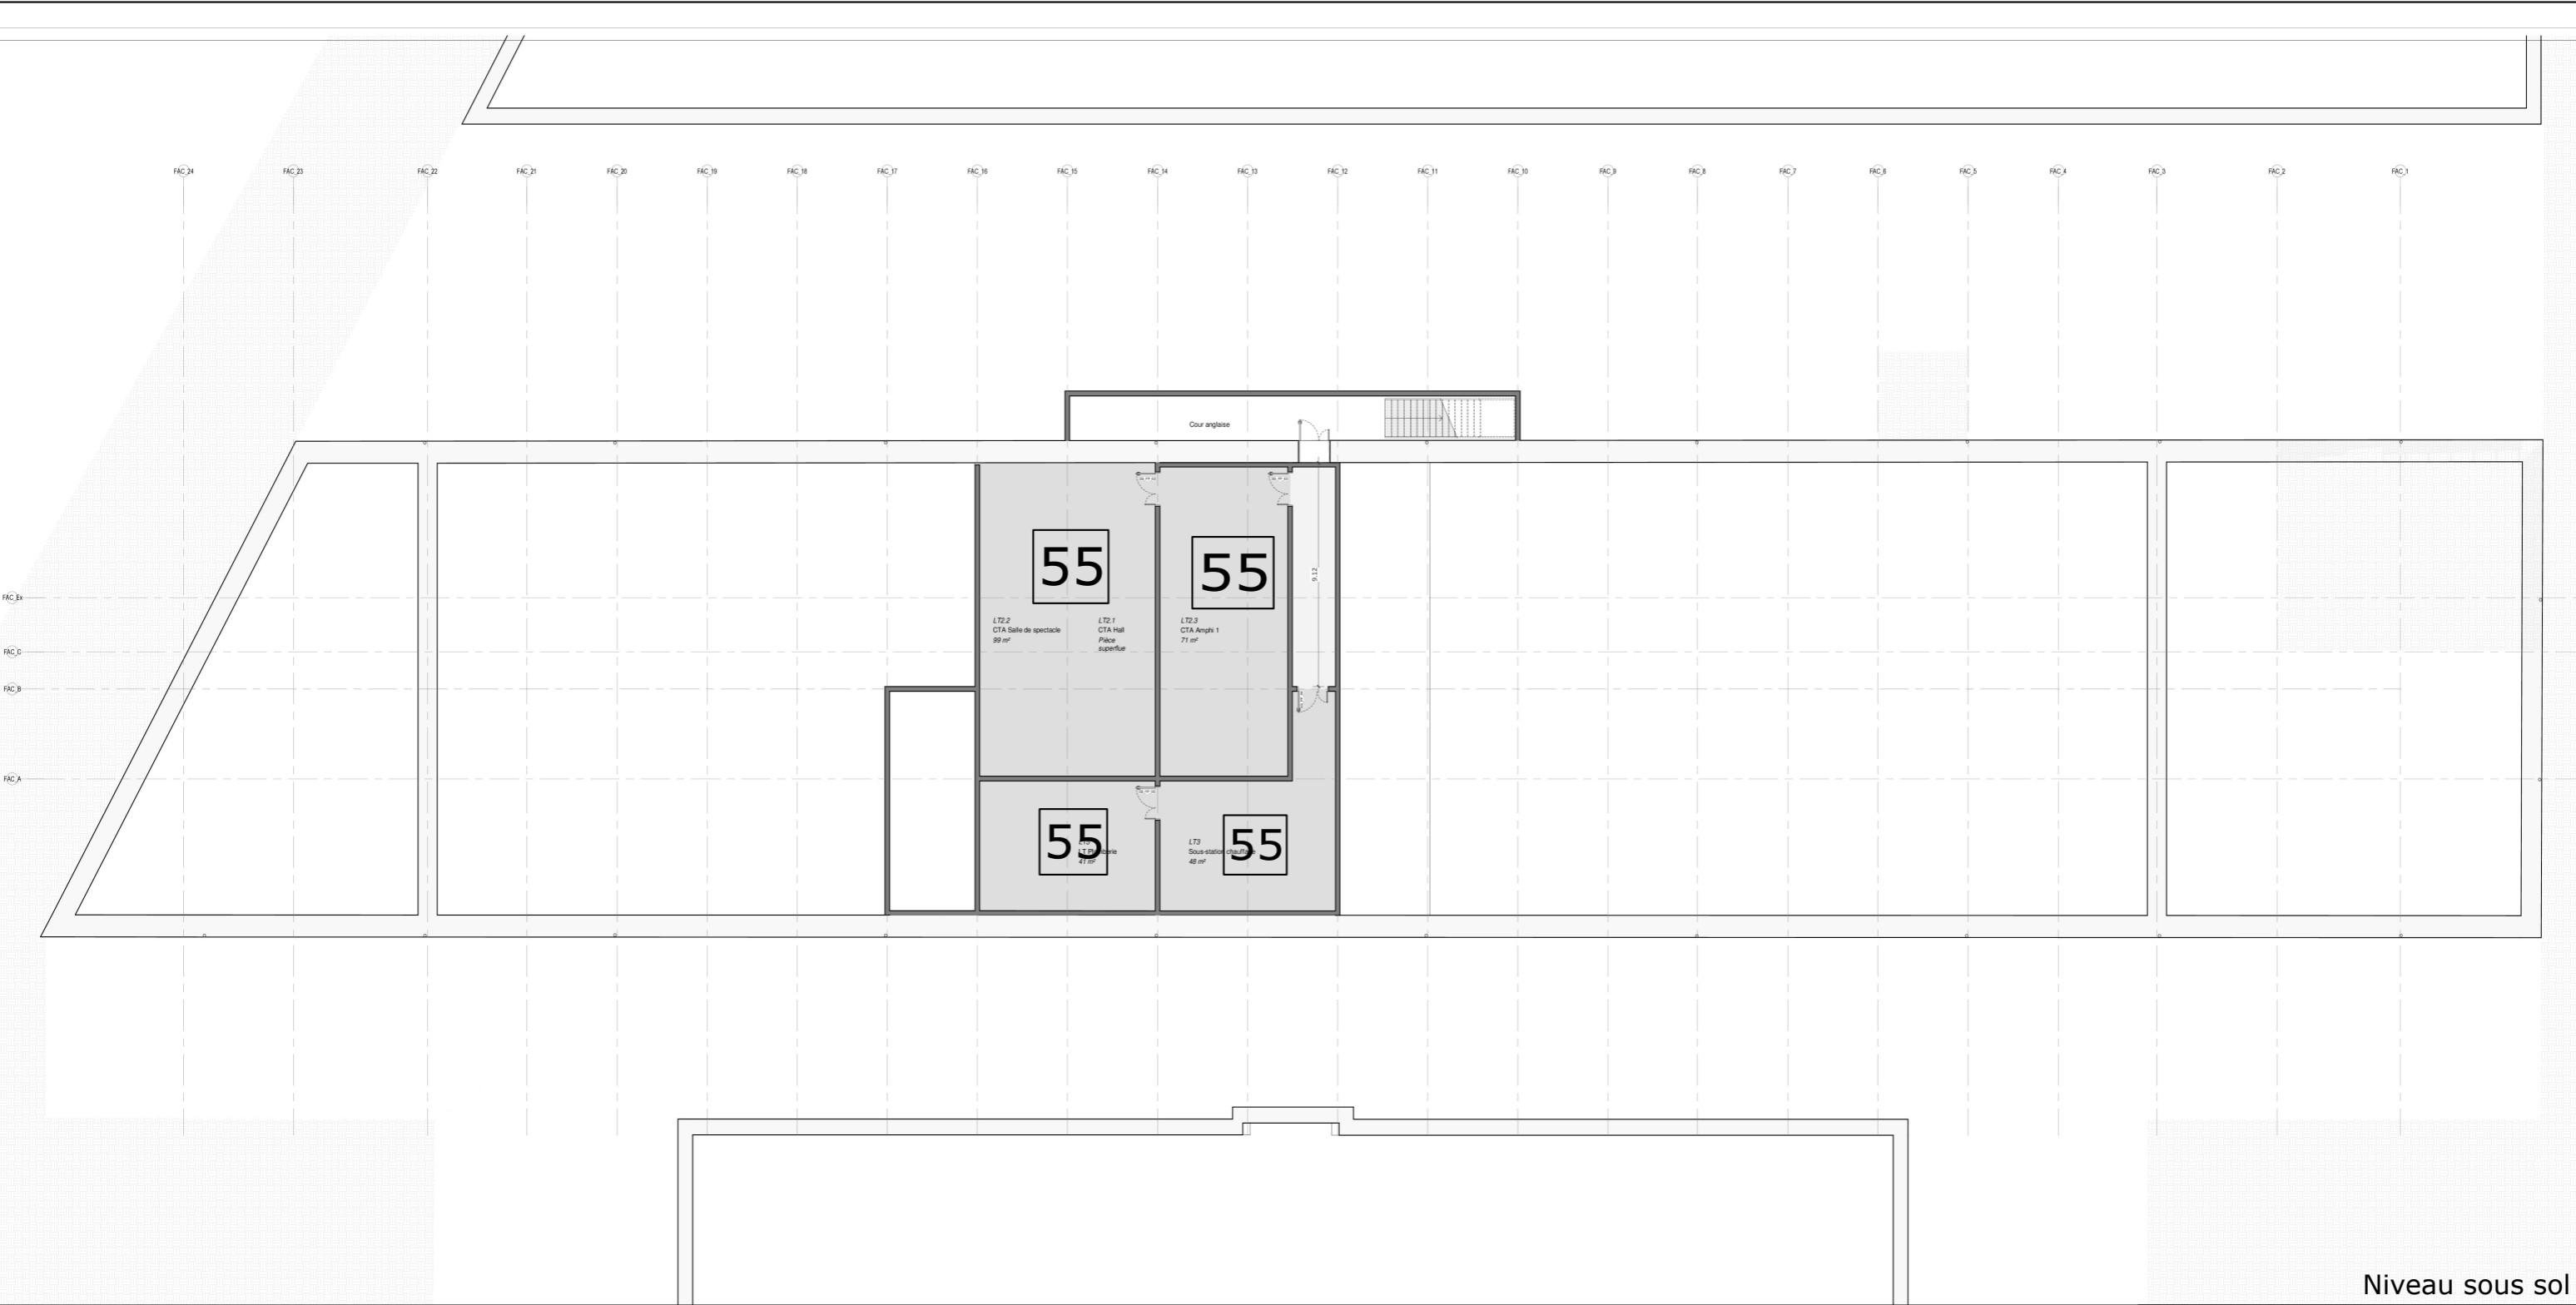 FAC_24 FAC_23 FAC_22 FAC_21 FAC_20 FAC_19 FAC_18 FAC_17 FAC_16 FAC_15 FAC_14 FAC_13 FAC_12 FAC_11 FAC_10 FAC_9 FAC_8 FAC_7 FAC_6 FAC_5 FAC_4 FAC_3 FAC_2 FAC_1
Cour anglaise
55
55
9.12
FAC_Ex
LT2.2
CTA Salle de spectacle
99 m²
LT2.1
CTA Hall
Pièce
superflue
LT2.3
CTA Amphi 1
71 m²
FAC_C
FAC_B
FAC_A
55
41 m²
LT3
Sous-station
48 m²
55
Niveau sous sol